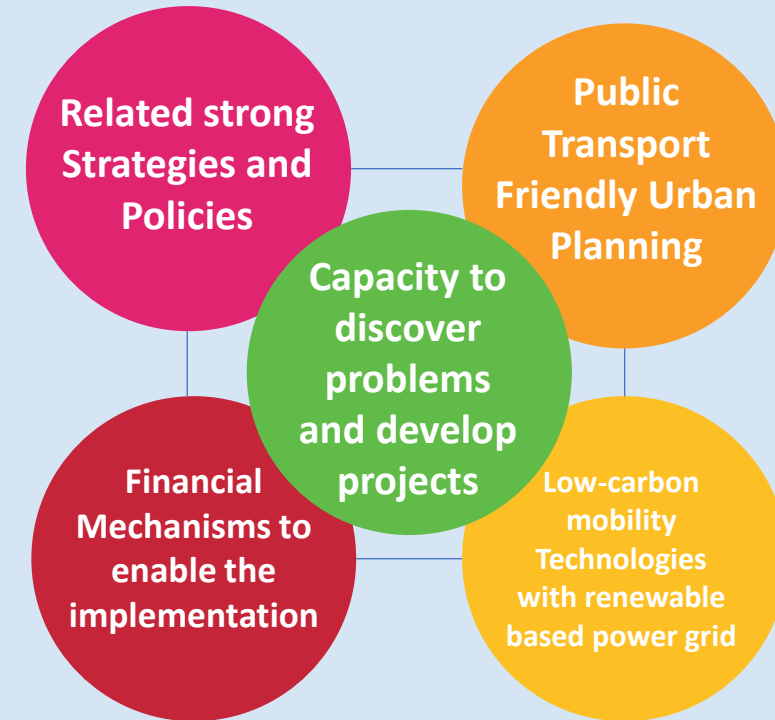 Related strong
Strategies and
Policies
Public
Transport
Friendly Urban
Planning
Capacity to
discover
problems
and develop
projects
Financial
Mechanisms to
enable the
implementation
Low-carbon
mobility
Technologies
with renewable
based power grid